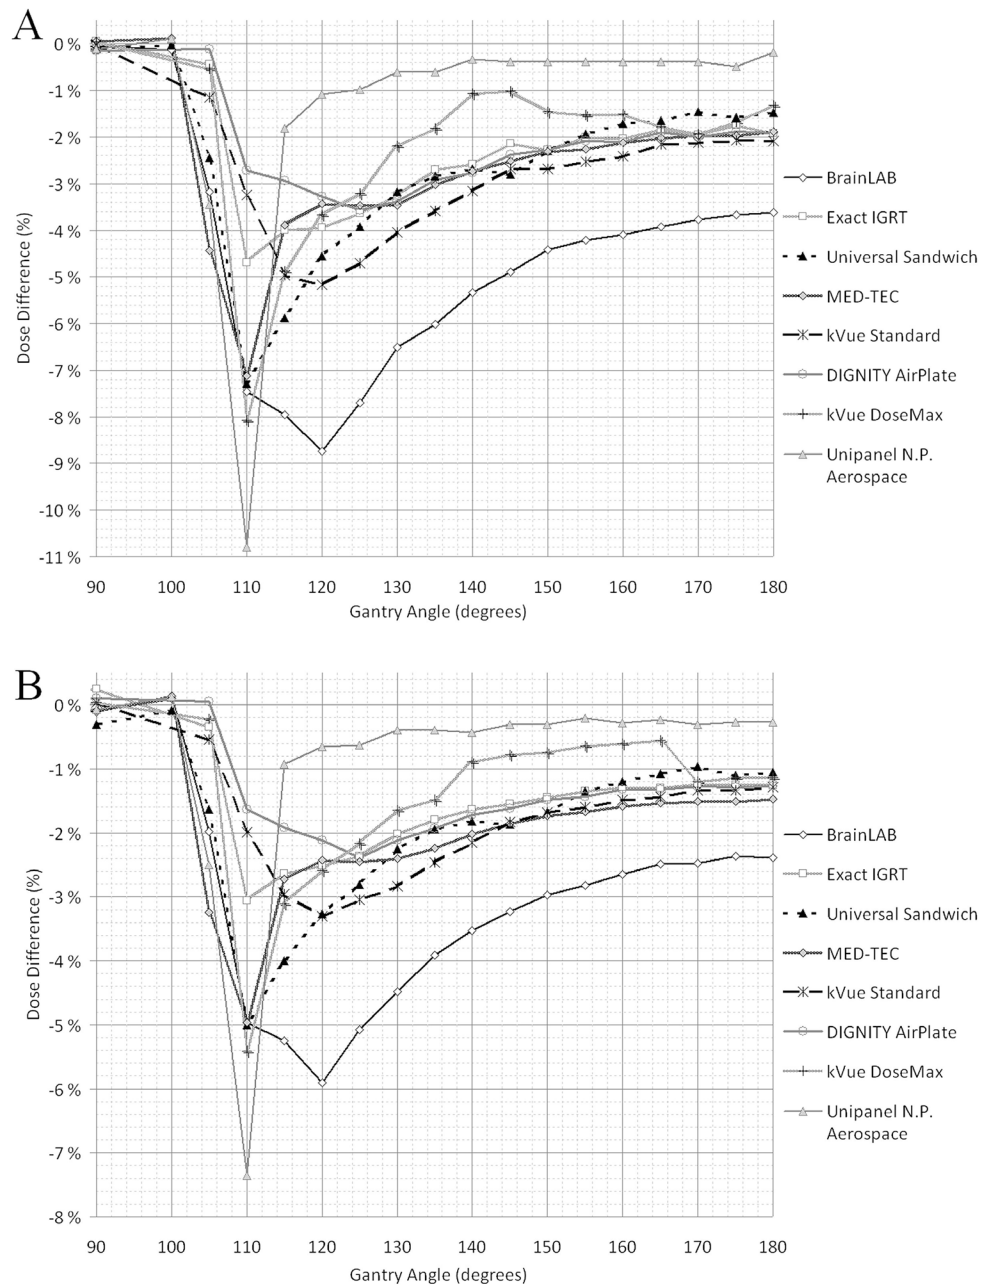 A
0 %
-1 %
-2 %
-3 %
-4 %
-5 %
-6 %
-7 %
-8 %
-9 %
-10 %
-11 %
Dose Difference (%)
90 100 110 120 130 140 150 160 170 180
Gantry Angle (degrees)
BrainLAB
Exact IGRT
Universal Sandwich
MED-TEC
kVue Standard
DIGNITY AirPlate
kVue DoseMax
Unipanel N.P.
Aerospace
B
0 %
-1 %
-2 %
-3 %
-4 %
-5 %
-6 %
-7 %
-8 %
Dose Difference (%)
90 100 110 120 130 140 150 160 170 180
Gantry Angle (degrees)
BrainLAB
Exact IGRT
Universal Sandwich
MED-TEC
kVue Standard
DIGNITY AirPlate
kVue DoseMax
Unipanel N.P.
Aerospace